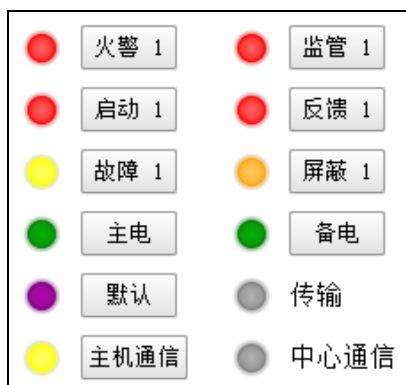 火警 1 监管 1
启动 1 反馈 1
故障 1 屏蔽 1
主电 备电
默认 传输
主机通信 中心通信